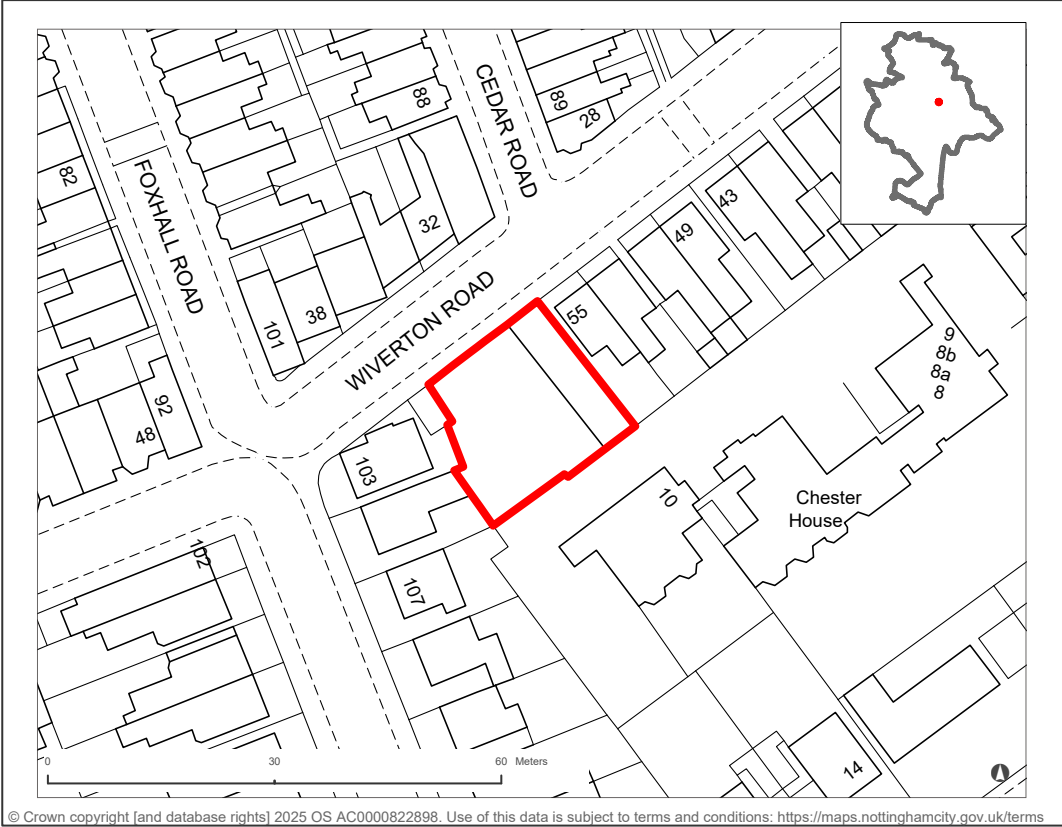 CEDAR ROAD
88
89
28
82
FOXHALL ROAD
32
43
49
38
101
WIVERTON ROAD
55
9
8b
8a
8
92
48
103
10
Chester
House
102
107
14
0 30 60 Meters
© Crown copyright [and database rights] 2025 OS AC0000822898. Use of this data is subject to terms and conditions: https://maps.nottinghamcity.gov.uk/terms